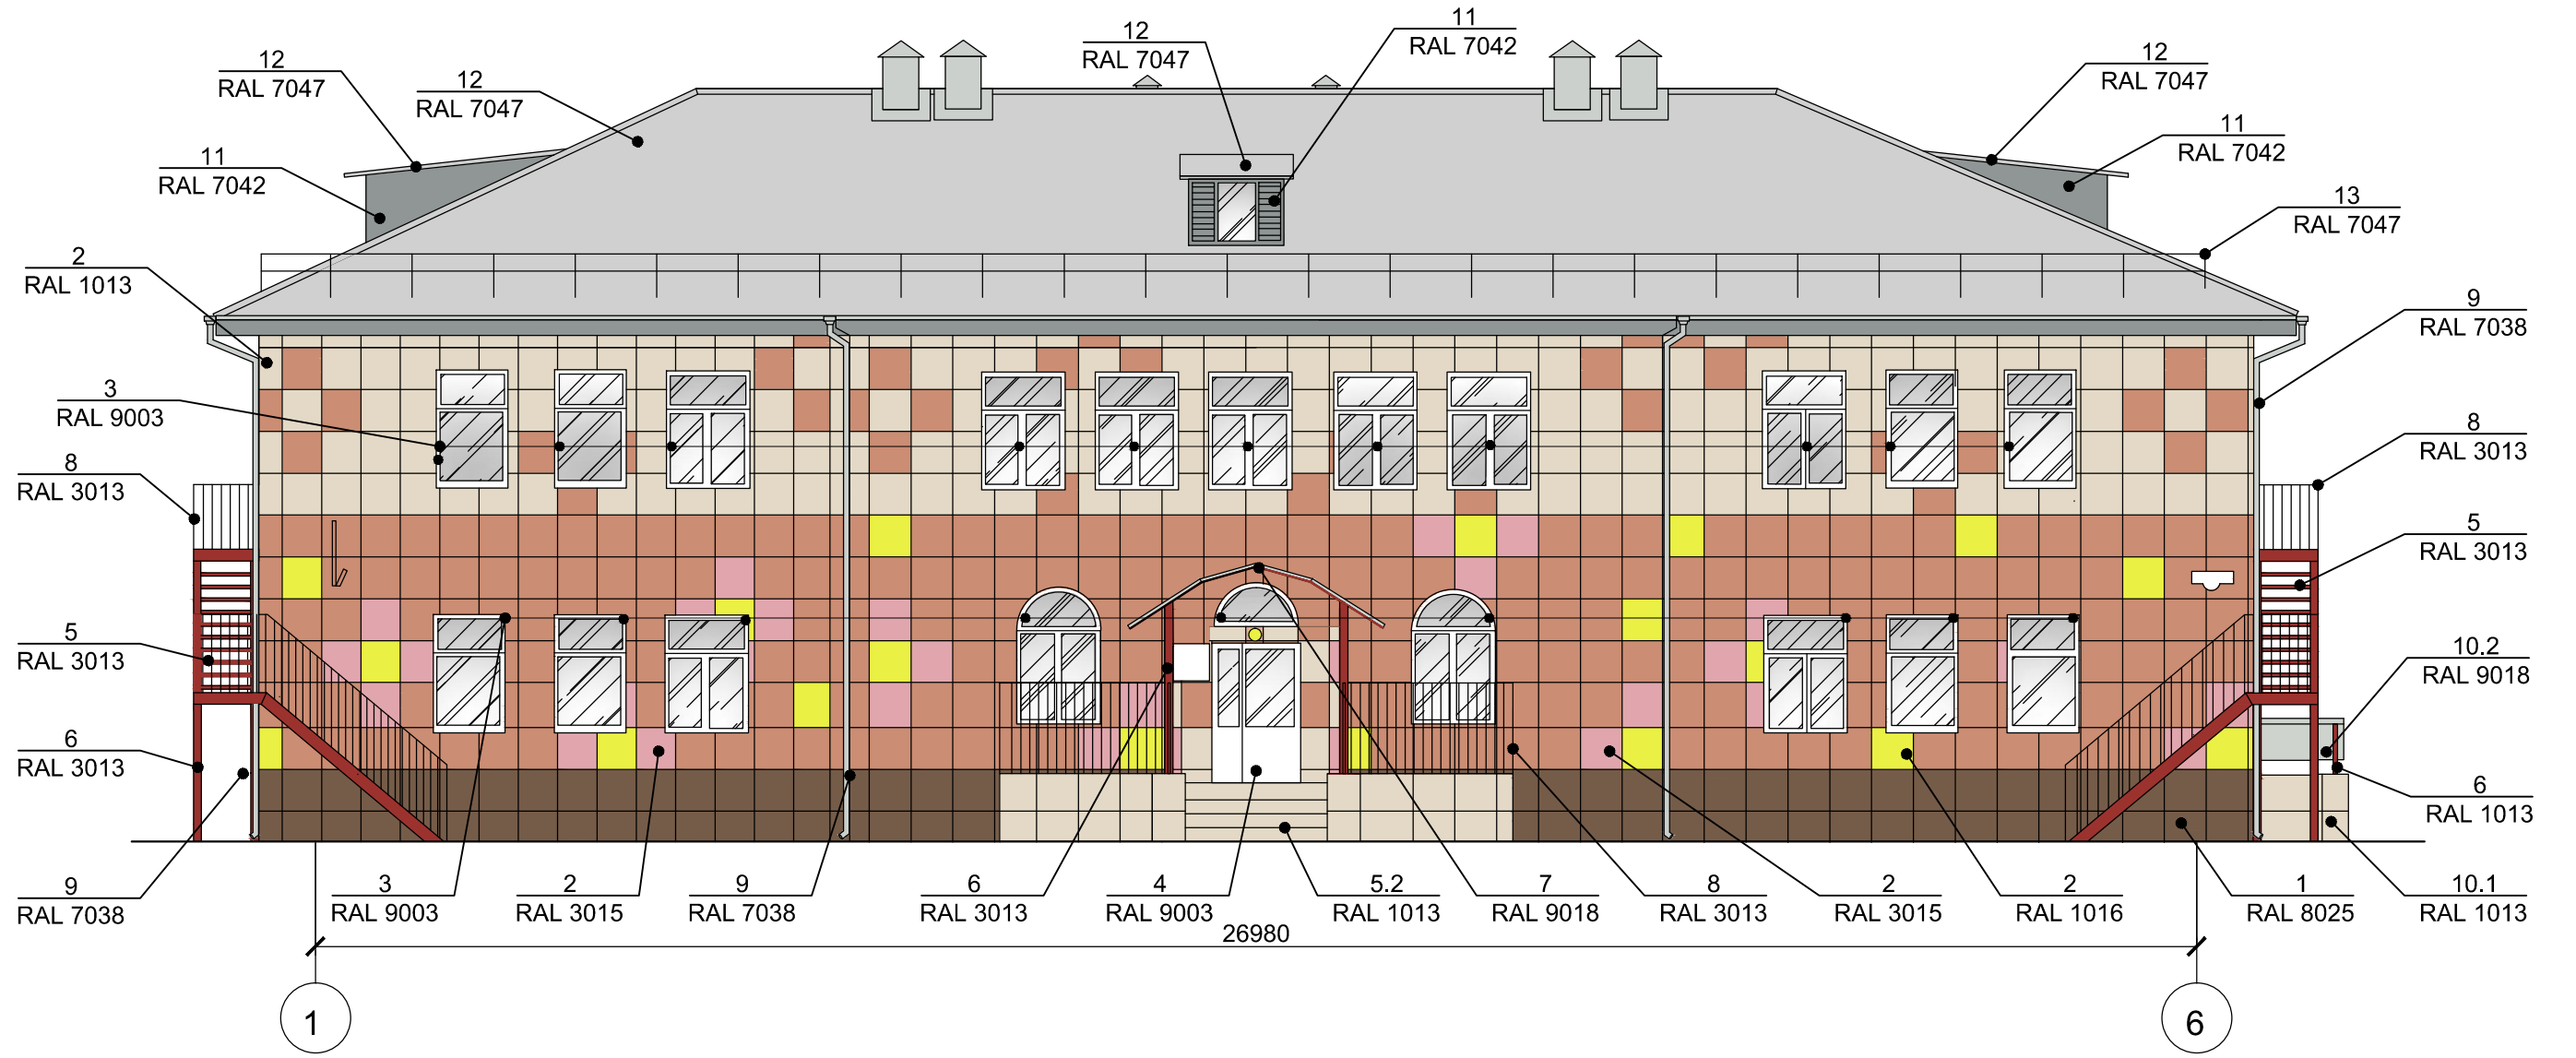 11
RAL 7042
12
RAL 7047
12
RAL 7047
12
RAL 7047
12
RAL 7047
11
RAL 7042
11
RAL 7042
13
RAL 7047
2
RAL 1013
9
RAL 7038
3
RAL 9003
8
RAL 3013
8
RAL 3013
5
RAL 3013
5
RAL 3013
10.2
RAL 9018
6
RAL 3013
6
RAL 1013
9
RAL 7038
3
RAL 9003
2
RAL 3015
9
RAL 7038
6
RAL 3013
4
RAL 9003
5.2
RAL 1013
7
RAL 9018
8
RAL 3013
2
RAL 3015
2
RAL 1016
1
RAL 8025
10.1
RAL 1013
26980
1
6